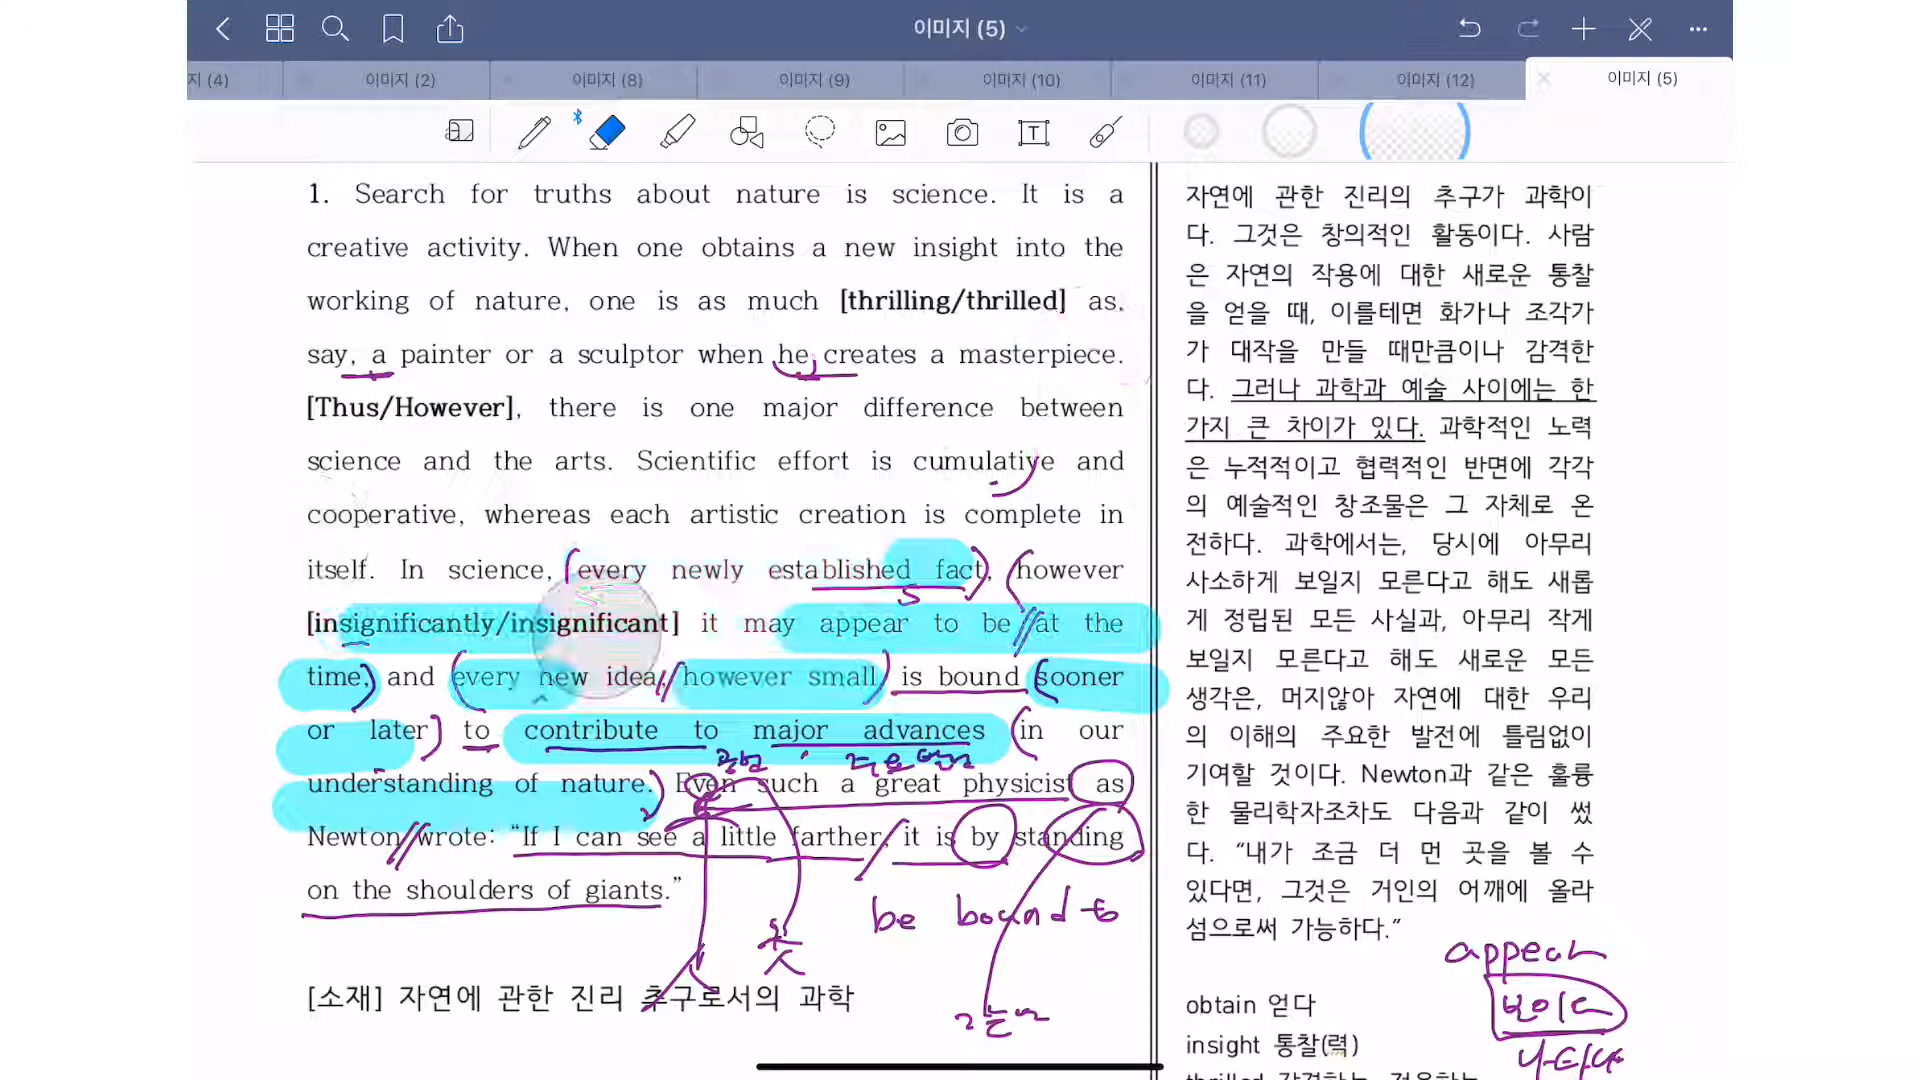 이미지 (5)
지 (4)
이미지 (2)
이미지 (8)
이미지 (9)
이미지 (10)
이미지 (11)
이미지 (12)
이미지 (5)
1. Search for truths about nature is science. It is a
creative activity. When one obtains a new insight into the
working of nature, one is as much [thrilling/thrilled] as,
say, a painter or a sculptor when he creates a masterpiece.
[Thus/However], there is one major difference between
science and the arts. Scientific effort is cumulative and
cooperative, whereas each artistic creation is complete in
itself. In science, every newly established fact, however
[insignificantly/insignificant] it may appear to be at the
time, and every new idea, however small, is bound sooner
or later to contribute to major advances in our
understanding of nature. Even such a great physicist as
Newton wrote: “If I can see a little farther, it is by standing
on the shoulders of giants.”
S
주요 발전
be bound to
[소재] 자연에 관한 진리 추구로서의 과학
자연에 관한 진리의 추구가 과학이
다. 그것은 창의적인 활동이다. 사람
은 자연의 작용에 대한 새로운 통찰
을 얻을 때, 이를테면 화가나 조각가
가 대작을 만들 때만큼이나 감격한
다. 그러나 과학과 예술 사이에는 한
가지 큰 차이가 있다. 과학적인 노력
은 누적적이고 협력적인 반면에 각각
의 예술적인 창조물은 그 자체로 온
전하다. 과학에서는, 당시에 아무리
사소하게 보일지 모른다고 해도 새롭
게 정립된 모든 사실과, 아무리 작게
보일지 모른다고 해도 새로운 모든
생각은, 머지않아 자연에 대한 우리
의 이해의 주요한 발전에 틀림없이
기여할 것이다. Newton과 같은 훌륭
한 물리학자조차도 다음과 같이 썼
다. “내가 조금 더 먼 곳을 볼 수
있다면, 그것은 거인의 어깨에 올라
섬으로써 가능하다.”
appear
보이다
obtain 얻다
insight 통찰(력)